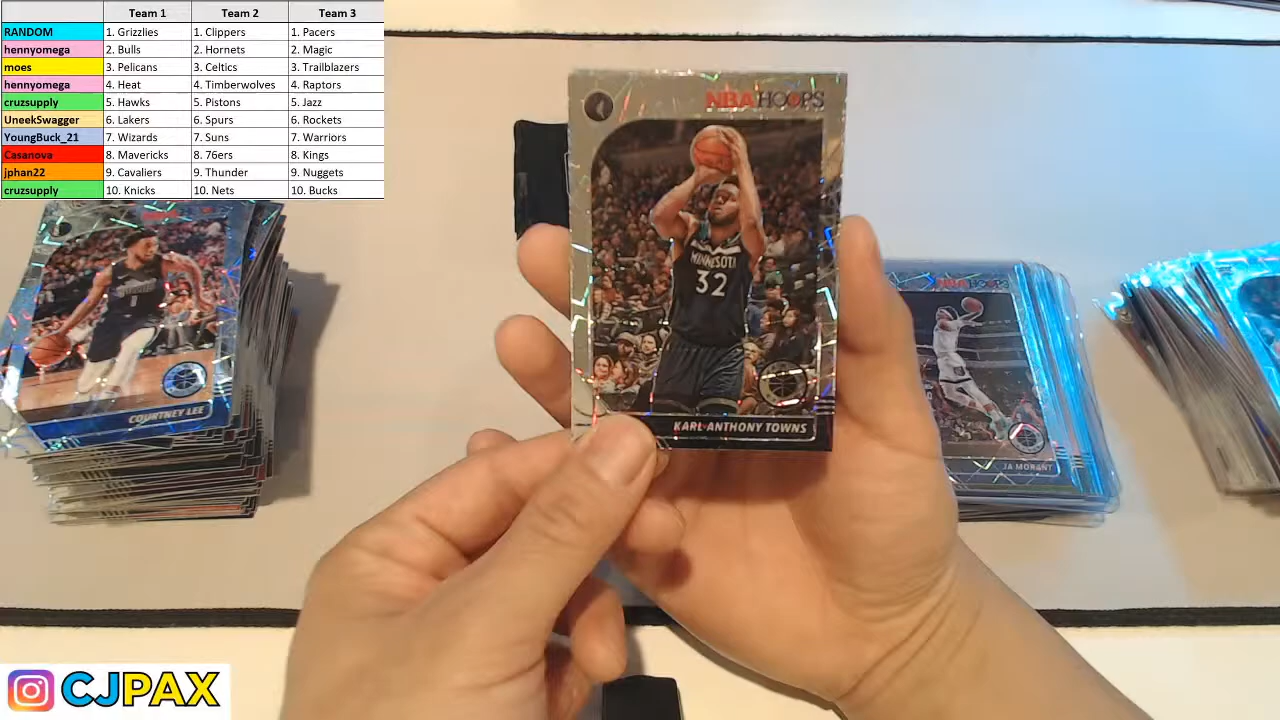 Team 1 Team 2 Team 3
RANDOM 1. Grizzlies 1. Clippers 1. Pacers
hennyomega 2. Bulls 2. Hornets 2. Magic
moes 3. Pelicans 3. Celtics 3. Trailblazers
hennyomega 4. Heat 4. Timberwolves 4. Raptors
cruzsupply 5. Hawks 5. Pistons 5. Jazz
UneekSwagger 6. Lakers 6. Spurs 6. Rockets
YoungBuck_21 7. Wizards 7. Suns 7. Warriors
Casanova 8. Mavericks 8. 76ers 8. Kings
jphan22 9. Cavaliers 9. Thunder 9. Nuggets
cruzsupply 10. Knicks 10. Nets 10. Bucks
NBA HOOPS
MINNESOTA
32
KARL-ANTHONY TOWNS
1
COURTNEY LEE
NBA HOOPS
JA MORANT
CJPAX